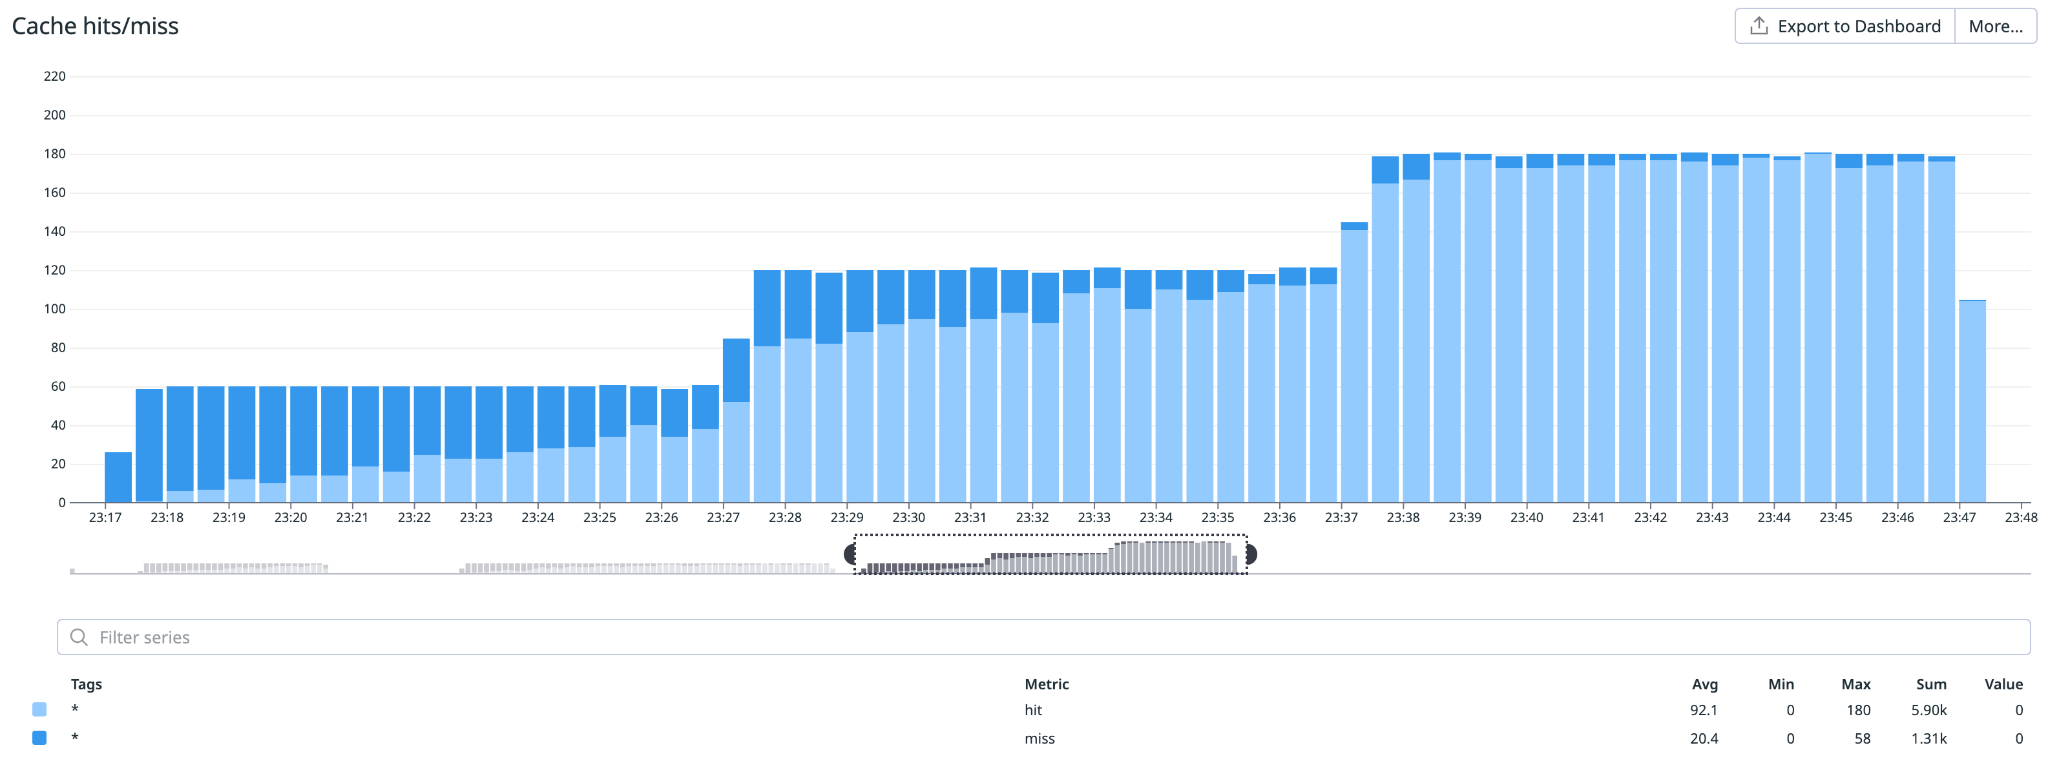 Cache hits/miss
Export to Dashboard More...
220
200
180
160
140
120
100
80
60
40
20
0
23:17 23:18 23:19 23:20 23:21 23:22 23:23 23:24 23:25 23:26 23:27 23:28 23:29 23:30 23:31 23:32 23:33 23:34 23:35 23:36 23:37 23:38 23:39 23:40 23:41 23:42 23:43 23:44 23:45 23:46 23:47 23:48
Filter series
Tags Metric Avg Min Max Sum Value
* hit 92.1 0 180 5.90k 0
* miss 20.4 0 58 1.31k 0